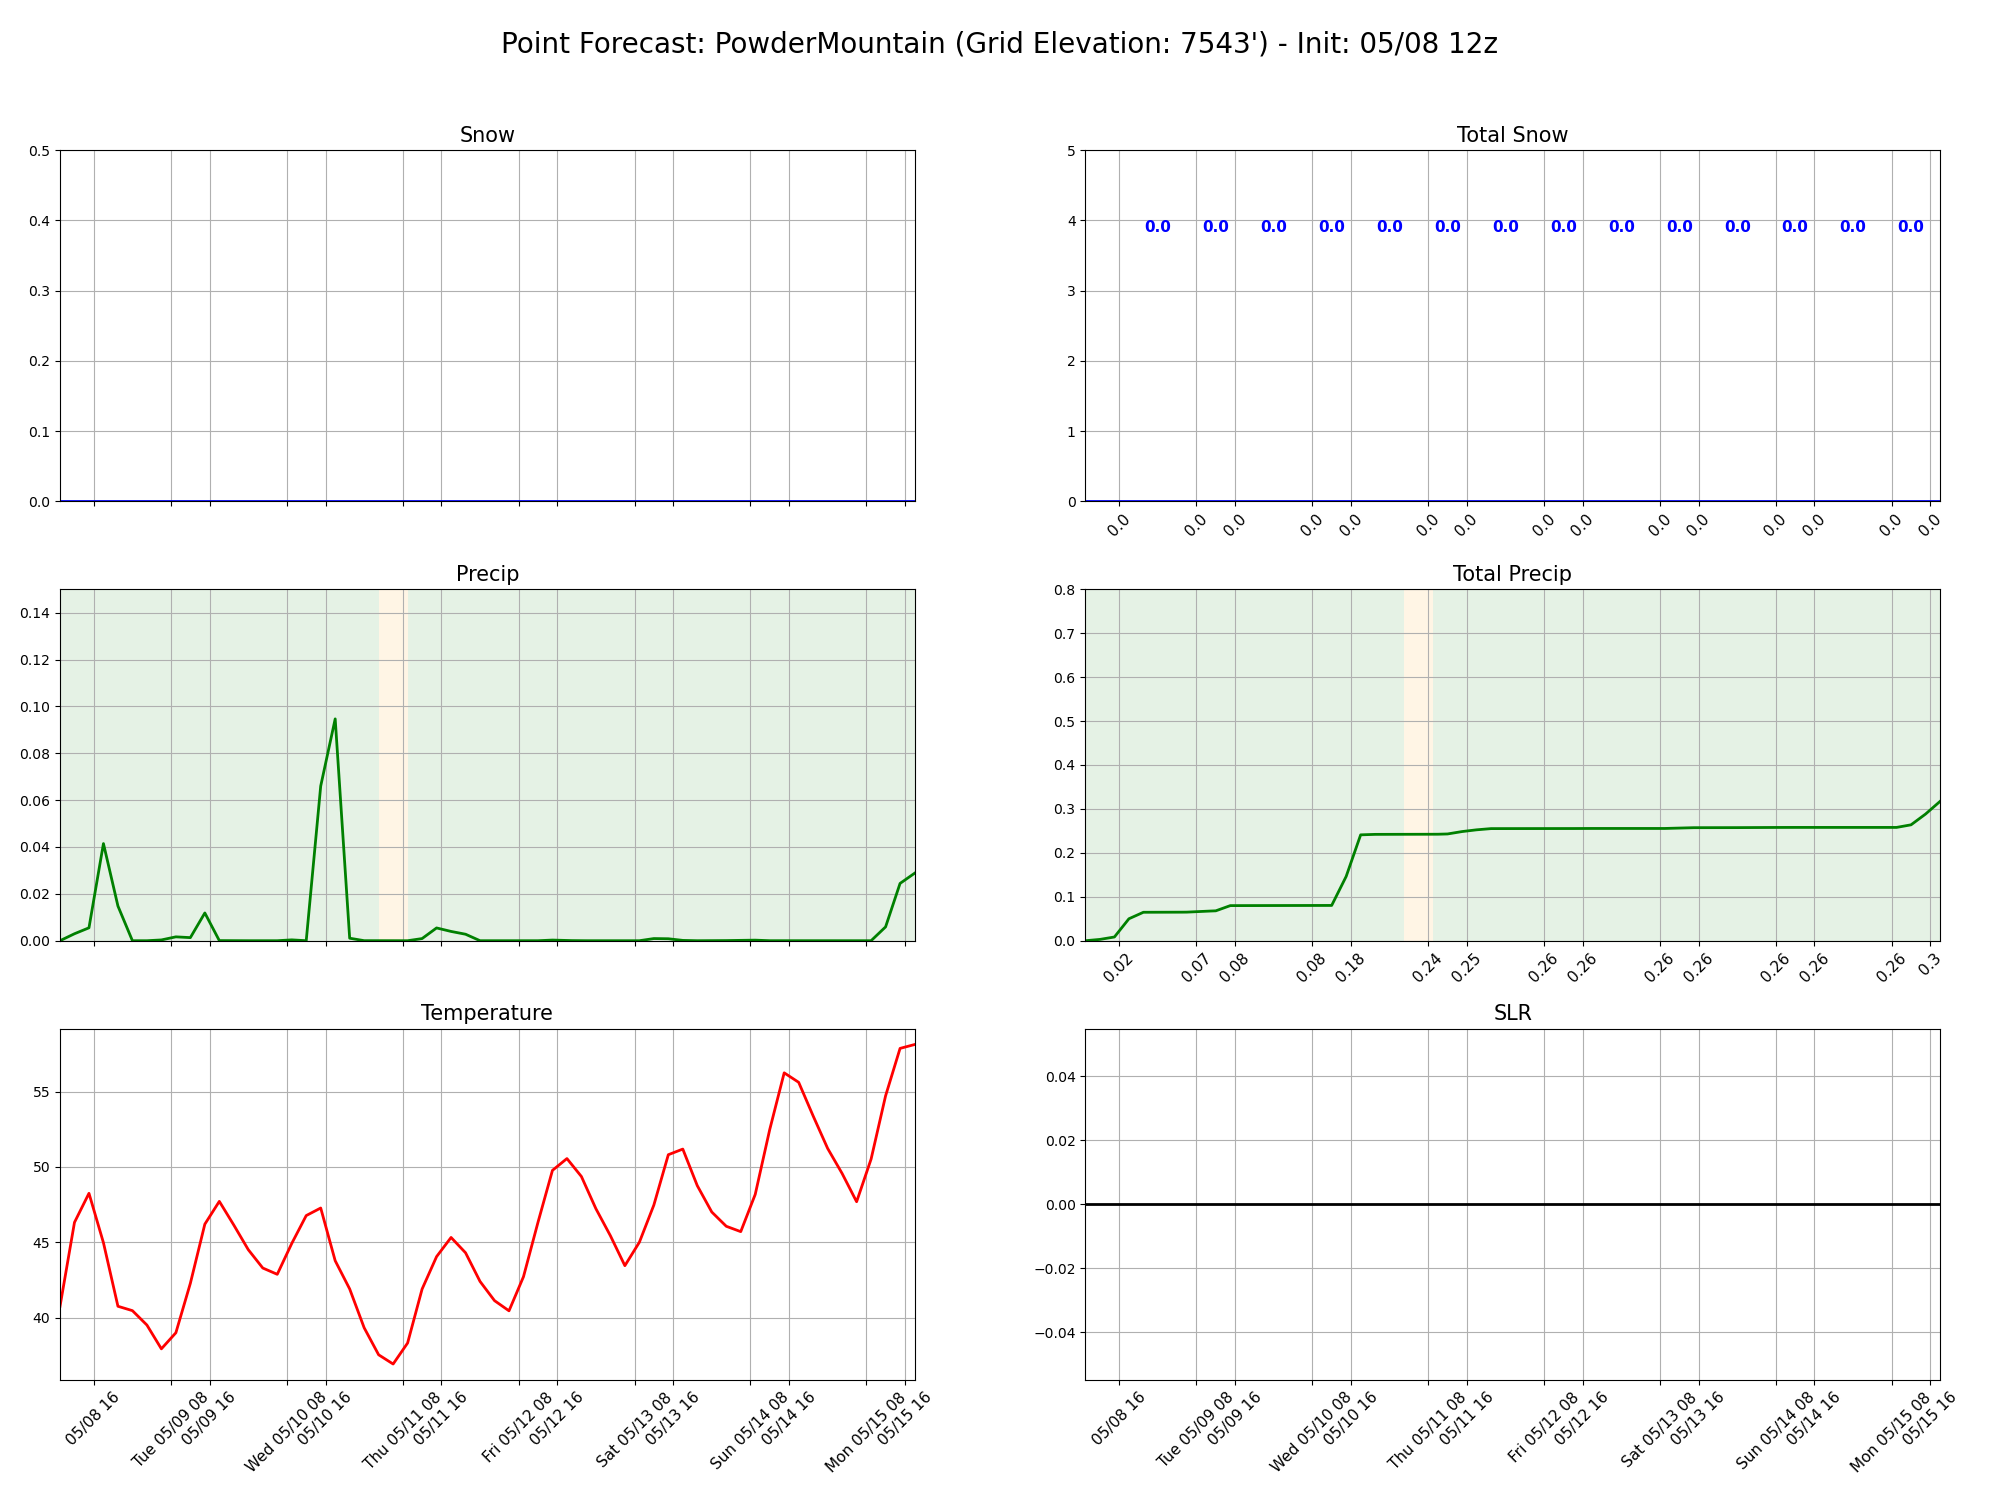 Point Forecast: PowderMountain (Grid Elevation: 7543') - Init: 05/08 12z
Snow
0.5
0.4
0.3
0.2
0.1
0.0
Total Snow
5
4
3
2
1
0
0.0 0.0 0.0 0.0 0.0 0.0 0.0 0.0 0.0 0.0 0.0 0.0 0.0 0.0
0.0 0.0 0.0 0.0 0.0 0.0 0.0 0.0 0.0 0.0 0.0 0.0 0.0 0.0 0.0
Precip
0.14
0.12
0.10
0.08
0.06
0.04
0.02
0.00
Total Precip
0.8
0.7
0.6
0.5
0.4
0.3
0.2
0.1
0.0
0.02 0.07 0.08 0.08 0.18 0.24 0.25 0.26 0.26 0.26 0.26 0.26 0.26 0.26 0.3
Temperature
55
50
45
40
05/08 16
Tue 05/09 08
05/09 16
Wed 05/10 08
05/10 16
Thu 05/11 08
05/11 16
Fri 05/12 08
05/12 16
Sat 05/13 08
05/13 16
Sun 05/14 08
05/14 16
Mon 05/15 08
05/15 16
SLR
0.04
0.02
0.00
−0.02
−0.04
05/08 16
Tue 05/09 08
05/09 16
Wed 05/10 08
05/10 16
Thu 05/11 08
05/11 16
Fri 05/12 08
05/12 16
Sat 05/13 08
05/13 16
Sun 05/14 08
05/14 16
Mon 05/15 08
05/15 16